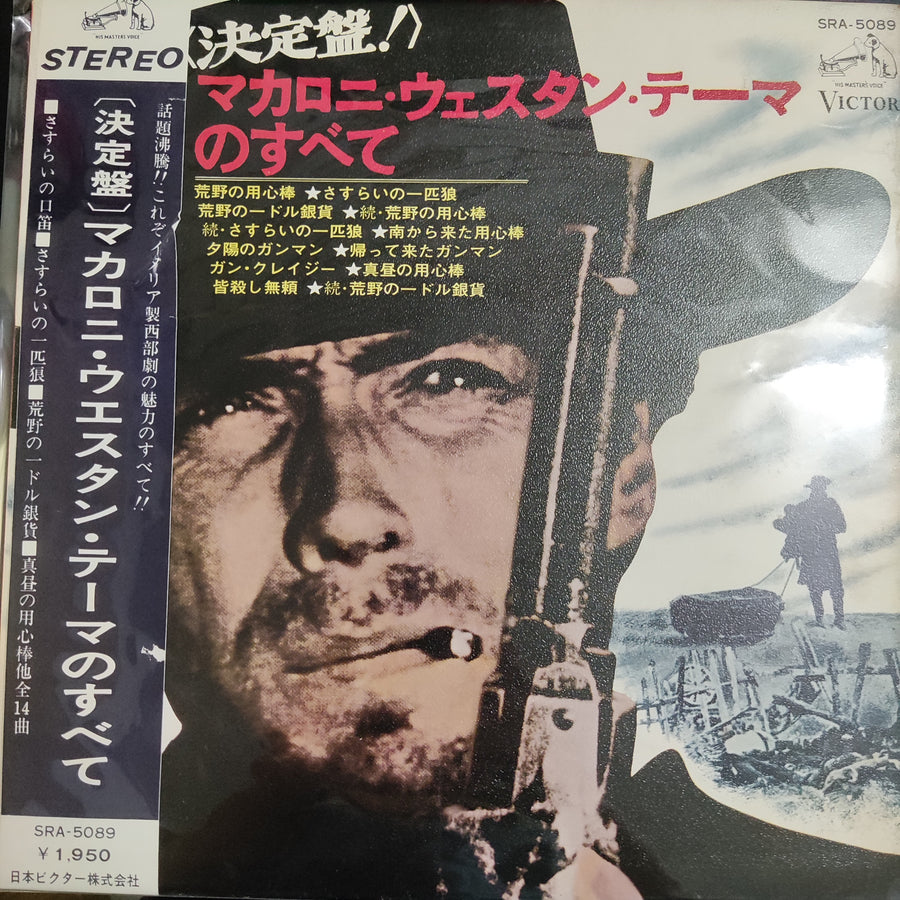 HIS MASTER'S VOICE
STEREO
〔決定盤〕マカロニ・ウエスタン・テーマのすべて
話題沸騰!!これぞイタリア製西部劇の魅力のすべて!!
■さすらいの口笛■さすらいの一匹狼■荒野の一ドル銀貨■真昼の用心棒他全14曲
SRA-5089
¥1,950
日本ビクター株式会社
〈決定盤!〉
マカロニ・ウェスタン・テーマ
のすべて
荒野の用心棒 ★さすらいの一匹狼
荒野の一ドル銀貨 ★続・荒野の用心棒
続・さすらいの一匹狼 ★南から来た用心棒
夕陽のガンマン ★帰って来たガンマン
ガン・クレイジー ★真昼の用心棒
皆殺し無頼 ★続・荒野の一ドル銀貨
SRA-5089
HIS MASTERS VOICE
VICTOR